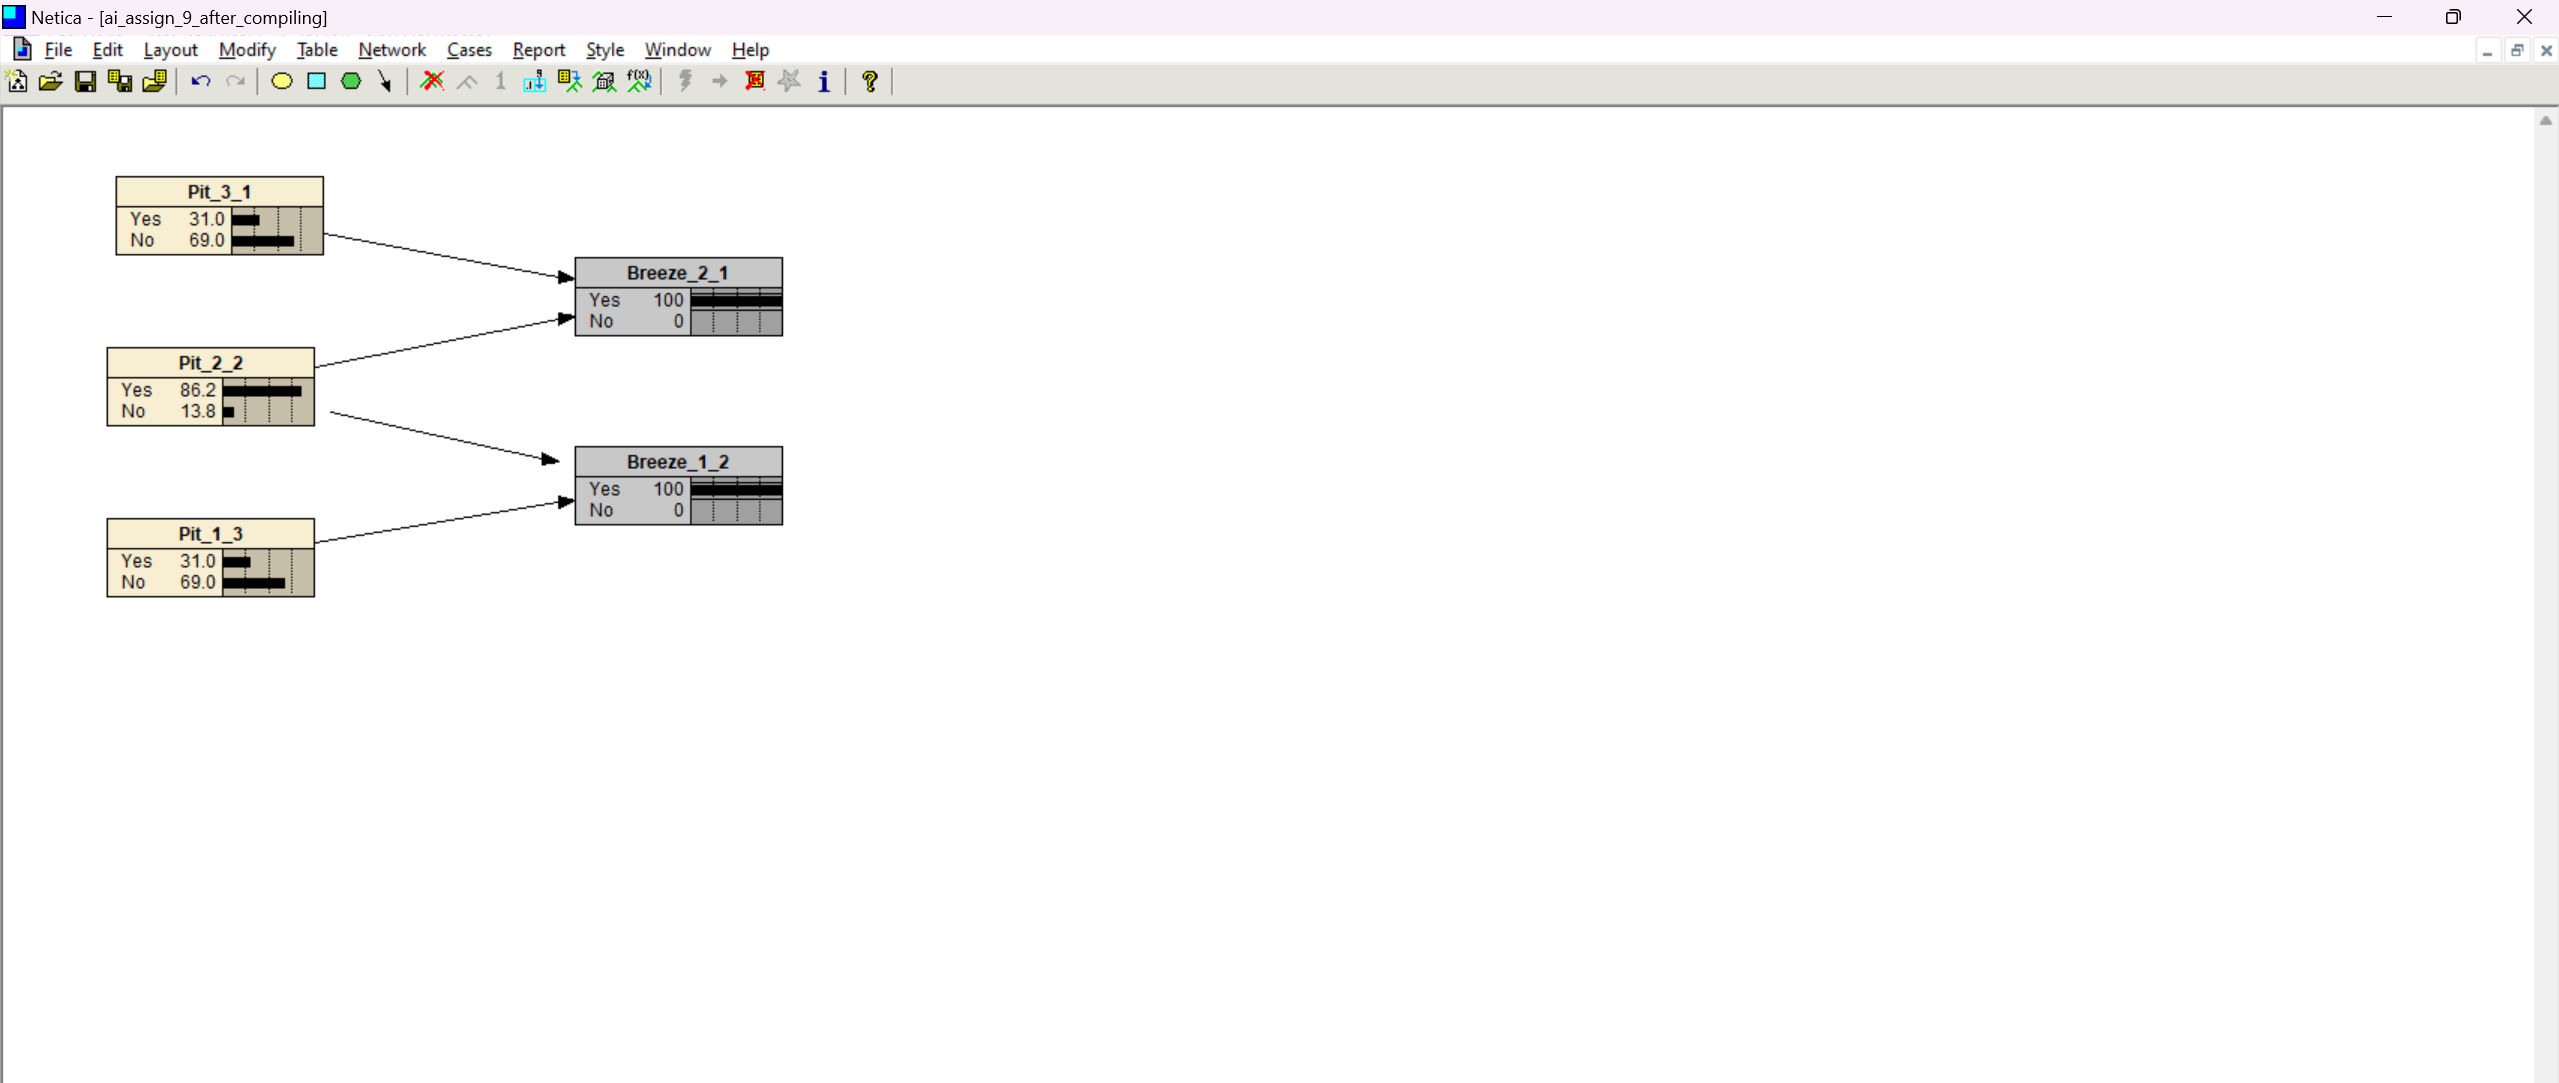 Netica - [ai_assign_9_after_compiling]
File Edit Layout Modify Table Network Cases Report Style Window Help
1 f(x) i ?
Pit_3_1
Yes 31.0
No 69.0
Breeze_2_1
Yes 100
No 0
Pit_2_2
Yes 86.2
No 13.8
Breeze_1_2
Yes 100
No 0
Pit_1_3
Yes 31.0
No 69.0